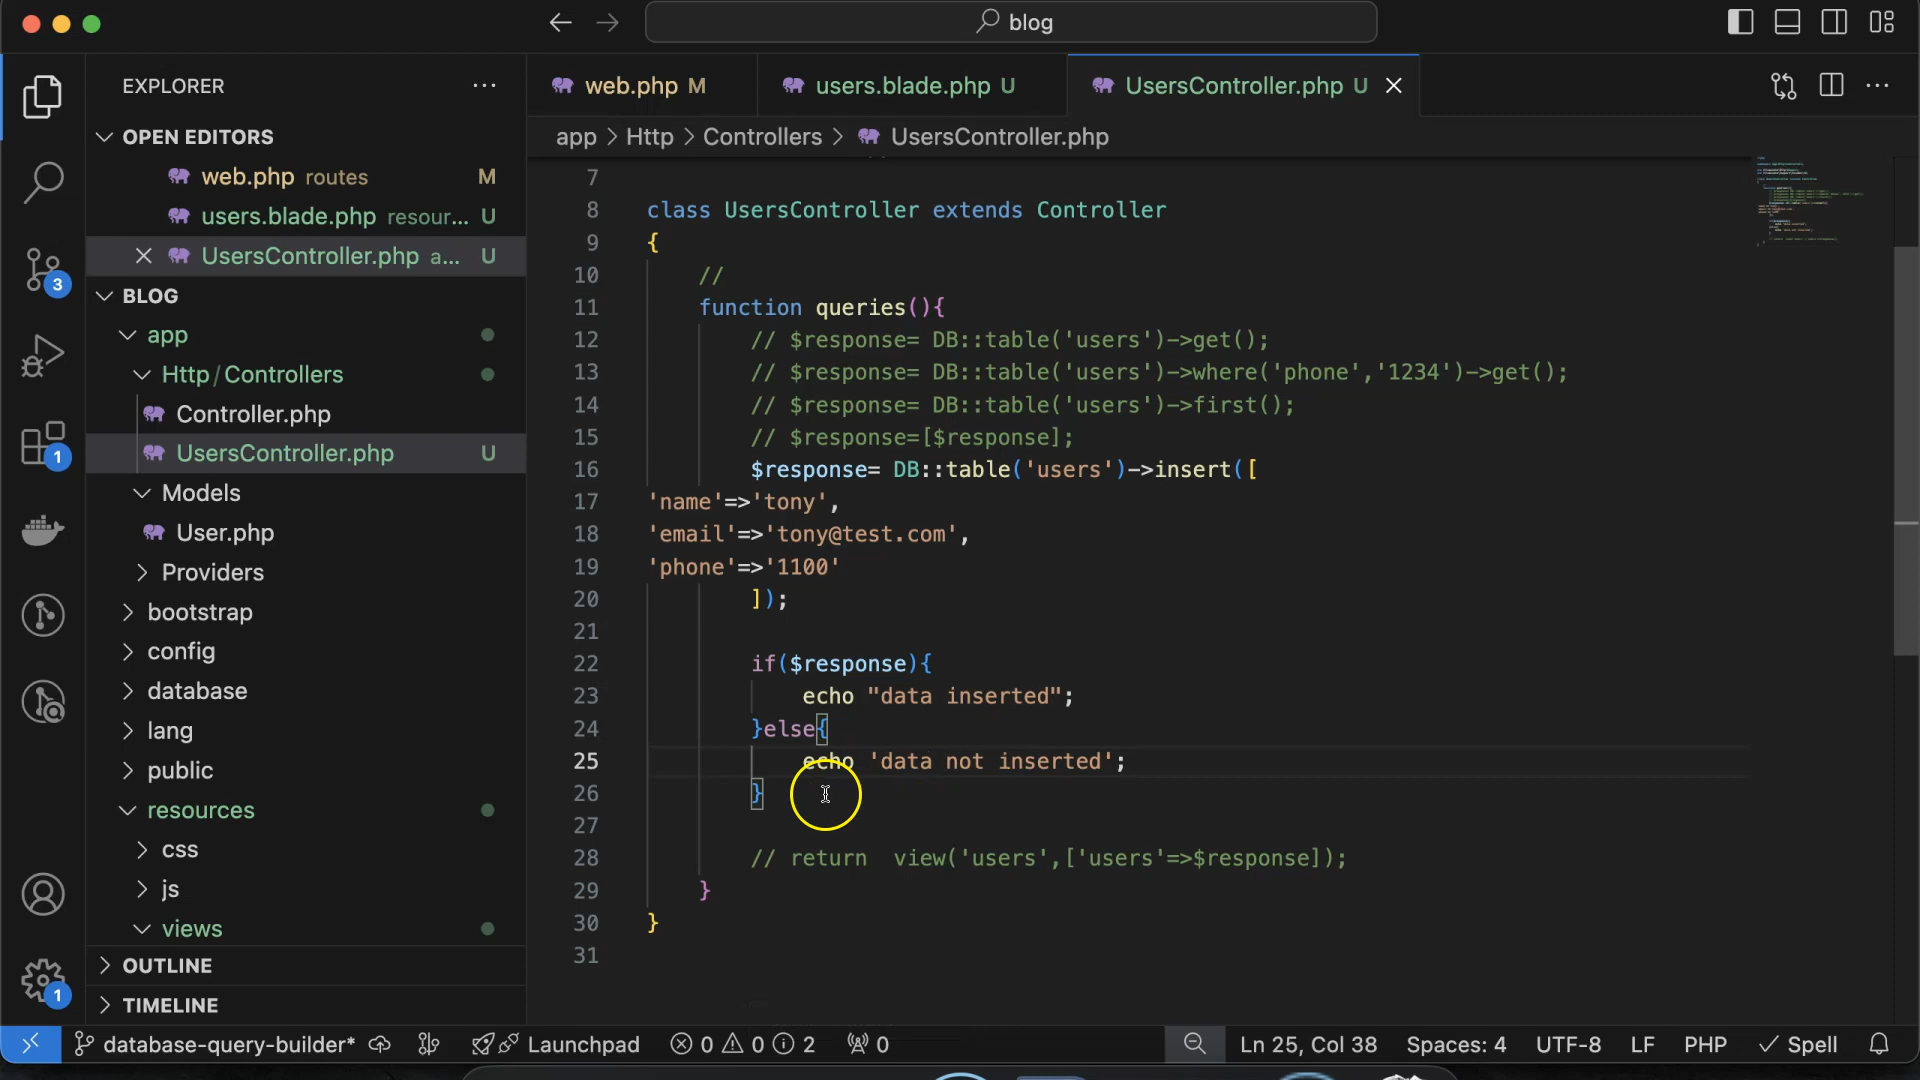 blog
EXPLORER
OPEN EDITORS
web.php routes M
users.blade.php resour... U
UsersController.php a... U
BLOG
app
Http/Controllers
Controller.php
UsersController.php U
Models
User.php
Providers
bootstrap
config
database
lang
public
resources
css
js
views
OUTLINE
TIMELINE
3
1
1
web.php M
users.blade.php U
UsersController.php U
app > Http > Controllers > UsersController.php
7
8 class UsersController extends Controller
9 {
10 //
11 function queries(){
12 // $response= DB::table('users')->get();
13 // $response= DB::table('users')->where('phone','1234')->get();
14 // $response= DB::table('users')->first();
15 // $response=[$response];
16 $response= DB::table('users')->insert([
17 'name'=>'tony',
18 'email'=>'tony@test.com',
19 'phone'=>'1100'
20 ]);
21
22 if($response){
23 echo "data inserted";
24 }else{
25 echo 'data not inserted';
26 }
27
28 // return  view('users',['users'=>$response]);
29 }
30 }
31
database-query-builder* Launchpad 0 0 2 0 Ln 25, Col 38 Spaces: 4 UTF-8 LF PHP Spell